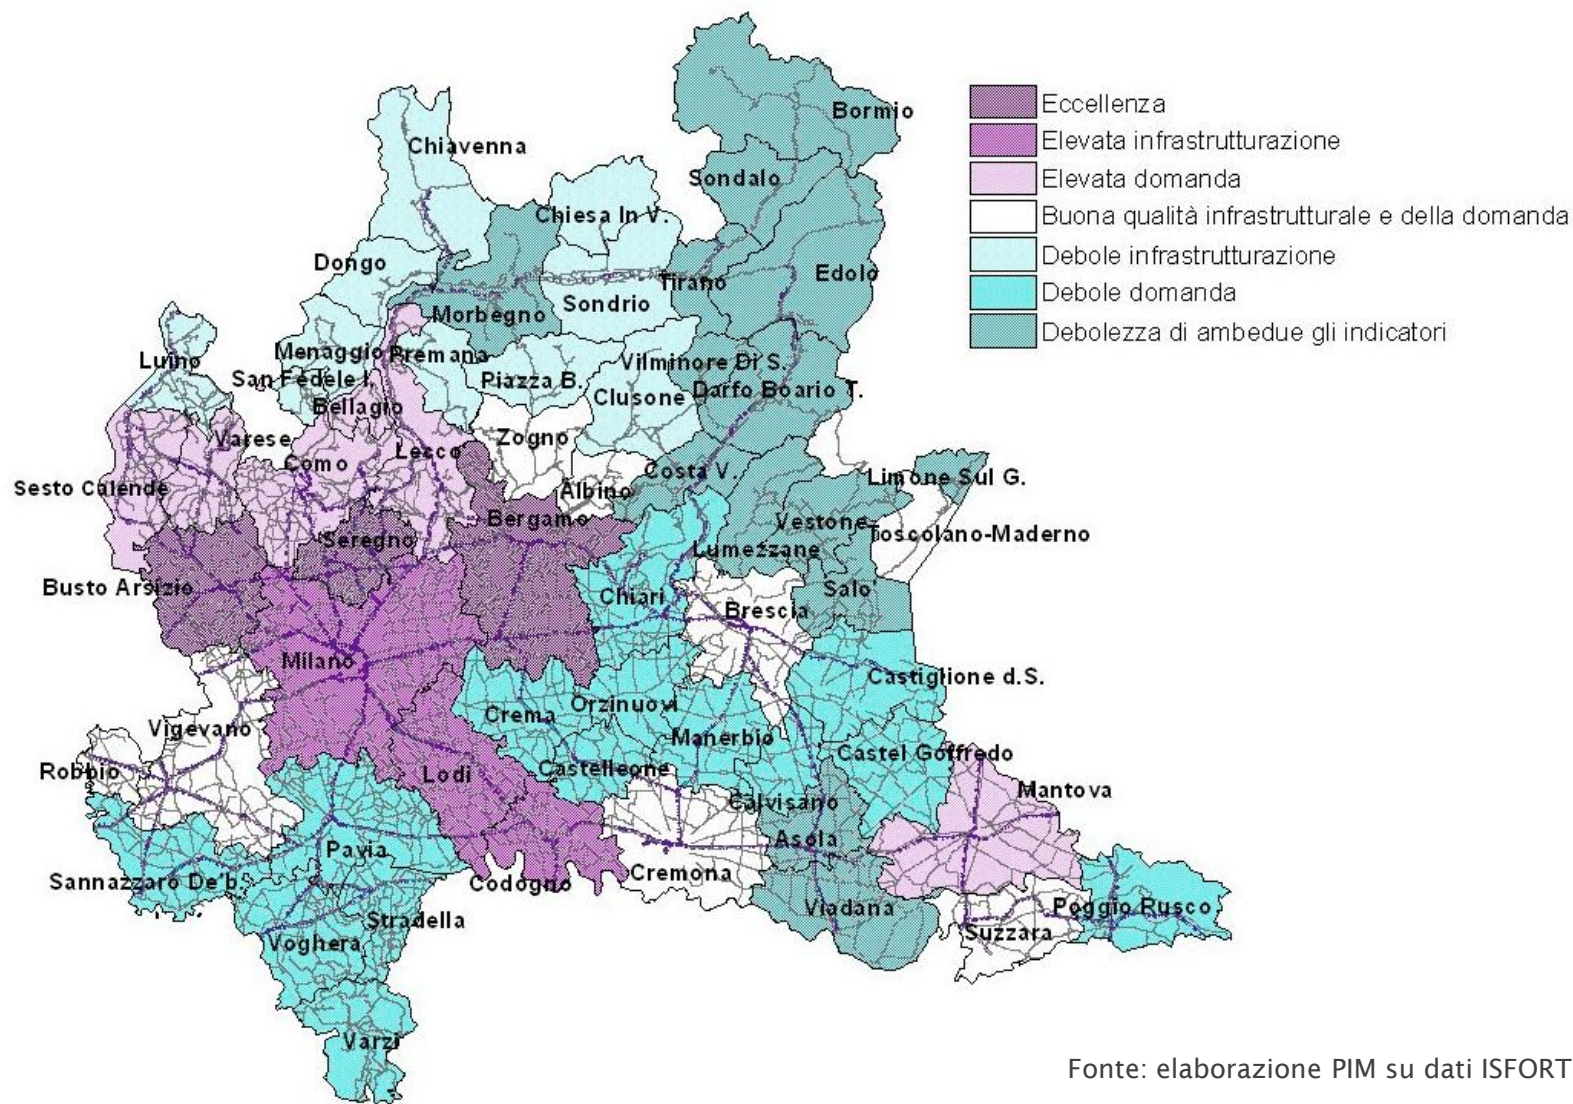 Bormio
Chiavenna
Sondalo
Chiesa In V.
Dongo
Edolo
Tirano
Sondrio
Morbegno
Luino
Menaggio
Premana
Vilminore Di S.
San Fedele I.
Piazza B.
Darfo Boario T.
Clusone
Bellagio
Varese
Zogno
Lecco
Como
Costa V.
Limone Sul G.
Sesto Calende
Albino
Bergamo
Vestone
Toscolano-Maderno
Seregno
Lumezzane
Busto Arsizio
Salo'
Chiari
Brescia
Milano
Castiglione d.S.
Orzinuovi
Crema
Vigevano
Manerbio
Castel Goffredo
Robbio
Lodi
Castelleone
Mantova
Calvisano
Asola
Pavia
Cremona
Sannazzaro De'b.
Codogno
Viadana
Poggio Rusco
Stradella
Suzzara
Voghera
Varzi
Eccellenza
Elevata infrastrutturazione
Elevata domanda
Buona qualità infrastrutturale e della domanda
Debole infrastrutturazione
Debole domanda
Debolezza di ambedue gli indicatori
Fonte: elaborazione PIM su dati ISFORT